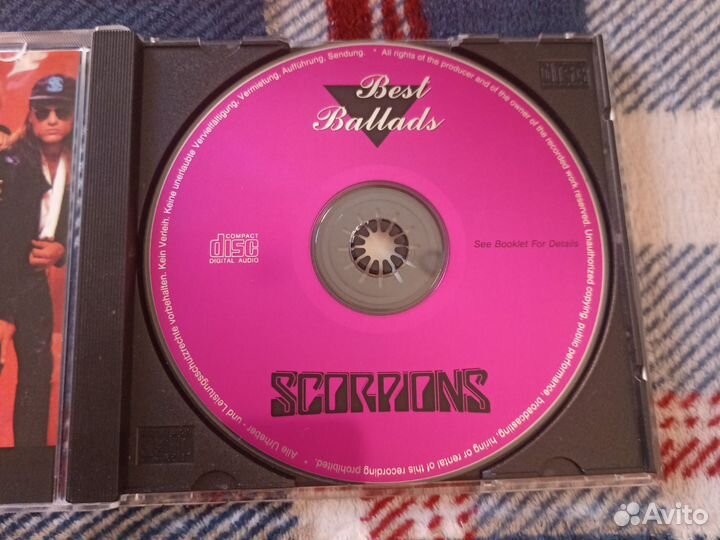 Best
Ballads
COMPACT
disc
DIGITAL AUDIO
See Booklet For Details
SCORPIONS
Alle Urheber - und Leistungsschutzrechte vorbehalten. Kein Verleih. Keine unerlaubte Vervielfältigung, Vermietung, Aufführung, Sendung. * All rights of the producer and of the owner of the recorded work reserved. Unauthorized copying, public performance, broadcasting, hiring or rental of this recording prohibited. *
disc
S
Avito